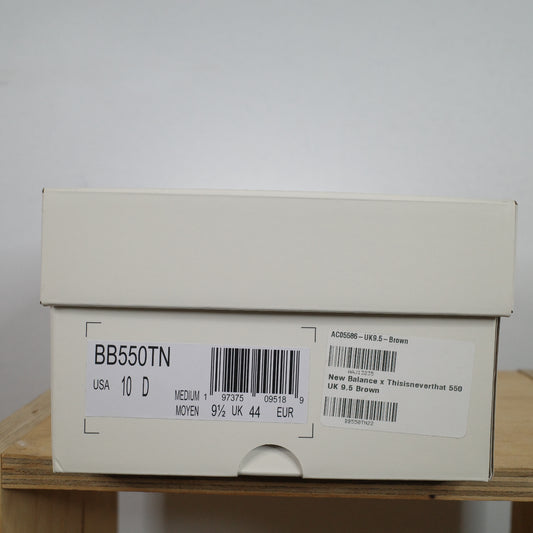 BB550TN
USA 10 D
MEDIUM 1 97375 09518 9
MOYEN 9½ UK 44 EUR
AC05586-UK9.5-Brown
New Balance x Thisisneverthat 550
UK 9.5 Brown
BB550TN22